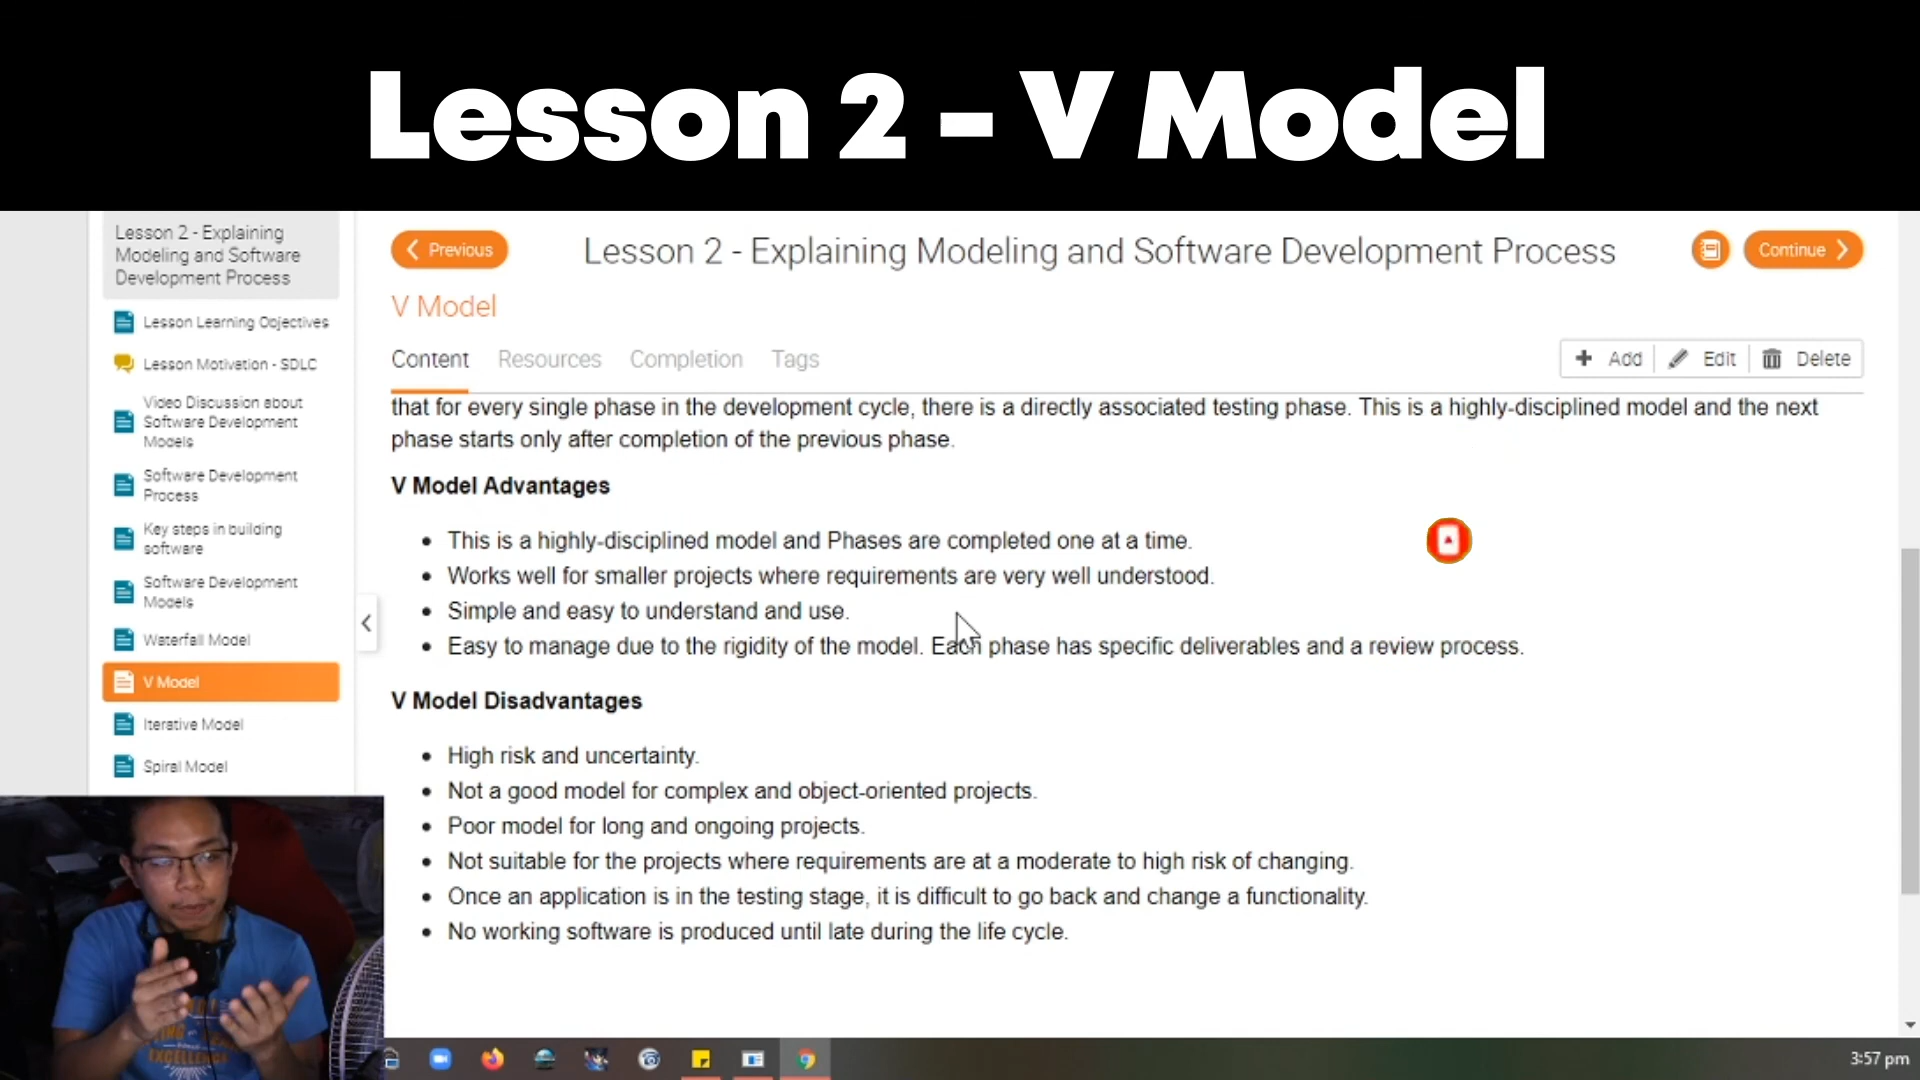 Lesson 2 - V Model
Lesson 2 - Explaining
Modeling and Software
Development Process
Lesson Learning Objectives
Lesson Motivation - SDLC
Video Discussion about
Software Development
Models
Software Development
Process
Key steps in building
software
Software Development
Models
Waterfall Model
V Model
Iterative Model
Spiral Model
Previous
Lesson 2 - Explaining Modeling and Software Development Process
Continue
V Model
Content Resources Completion Tags
Add Edit Delete
that for every single phase in the development cycle, there is a directly associated testing phase. This is a highly-disciplined model and the next
phase starts only after completion of the previous phase.
V Model Advantages
• This is a highly-disciplined model and Phases are completed one at a time.
• Works well for smaller projects where requirements are very well understood.
• Simple and easy to understand and use.
• Easy to manage due to the rigidity of the model. Each phase has specific deliverables and a review process.
V Model Disadvantages
• High risk and uncertainty.
• Not a good model for complex and object-oriented projects.
• Poor model for long and ongoing projects.
• Not suitable for the projects where requirements are at a moderate to high risk of changing.
• Once an application is in the testing stage, it is difficult to go back and change a functionality.
• No working software is produced until late during the life cycle.
EXCELLENCE
3:57 pm